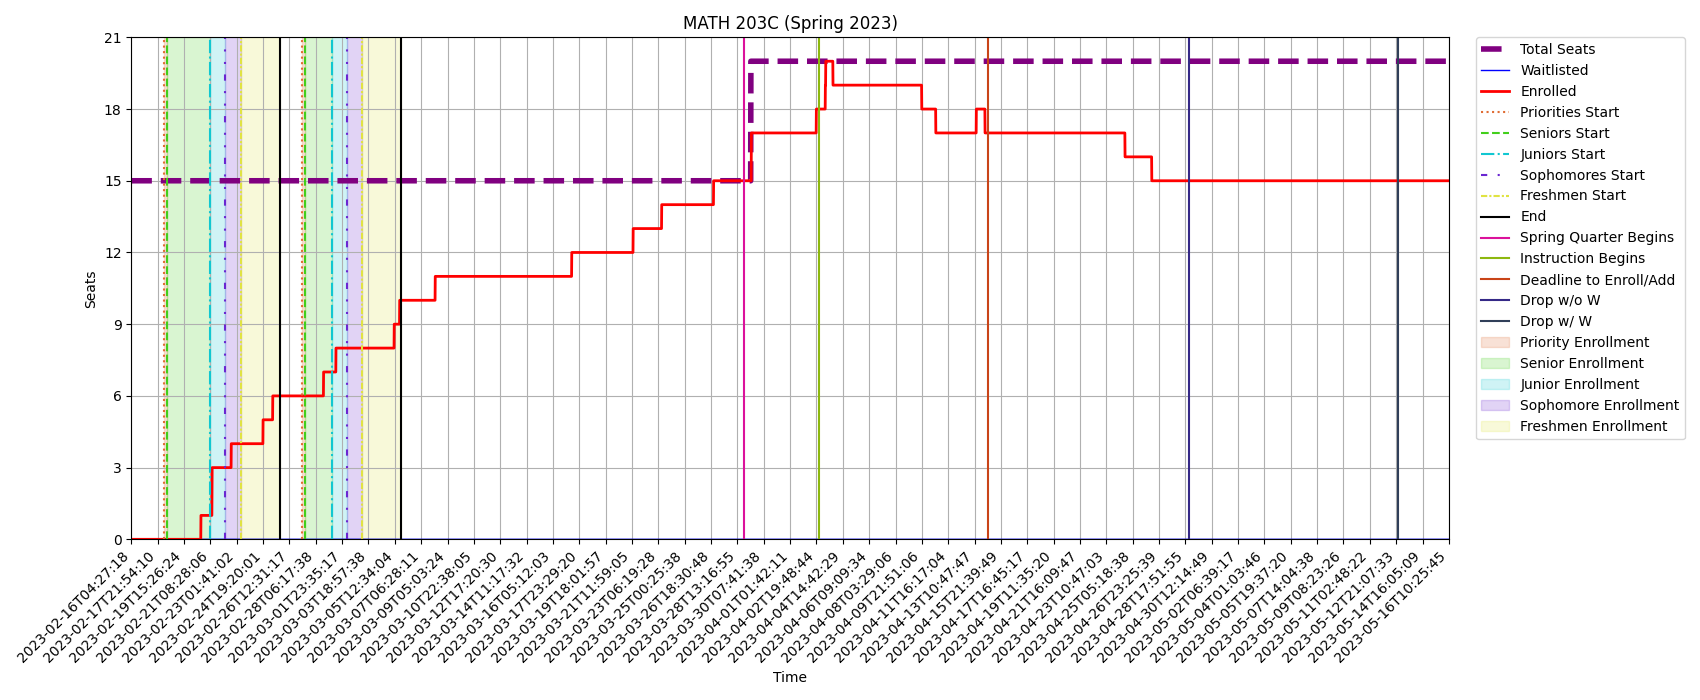 MATH 203C (Spring 2023)
21
18
15
12
9
6
3
0
Seats
2023-02-16T04:27:18
2023-02-17T21:54:10
2023-02-19T15:26:24
2023-02-21T08:28:06
2023-02-23T01:41:02
2023-02-24T19:20:01
2023-02-26T12:31:17
2023-02-28T06:17:38
2023-03-01T23:35:17
2023-03-03T18:57:38
2023-03-05T12:34:04
2023-03-07T06:28:11
2023-03-09T05:03:24
2023-03-10T22:38:05
2023-03-12T17:20:30
2023-03-14T11:17:32
2023-03-16T05:12:03
2023-03-17T23:29:20
2023-03-19T18:01:57
2023-03-21T11:59:05
2023-03-23T06:19:28
2023-03-25T00:25:38
2023-03-26T18:30:48
2023-03-28T13:16:55
2023-03-30T07:41:38
2023-04-01T01:42:11
2023-04-02T19:48:44
2023-04-04T14:42:29
2023-04-06T09:09:34
2023-04-08T03:29:06
2023-04-09T21:51:06
2023-04-11T16:17:04
2023-04-13T10:47:47
2023-04-15T21:39:49
2023-04-17T16:45:17
2023-04-19T11:35:20
2023-04-21T16:09:47
2023-04-23T10:47:03
2023-04-25T05:18:38
2023-04-26T23:25:39
2023-04-28T17:51:55
2023-04-30T12:14:49
2023-05-02T06:39:17
2023-05-04T01:03:46
2023-05-05T19:37:20
2023-05-07T14:04:38
2023-05-09T08:23:26
2023-05-11T02:48:22
2023-05-12T21:07:33
2023-05-14T16:05:09
2023-05-16T10:25:45
Time
Total Seats
Waitlisted
Enrolled
Priorities Start
Seniors Start
Juniors Start
Sophomores Start
Freshmen Start
End
Spring Quarter Begins
Instruction Begins
Deadline to Enroll/Add
Drop w/o W
Drop w/ W
Priority Enrollment
Senior Enrollment
Junior Enrollment
Sophomore Enrollment
Freshmen Enrollment